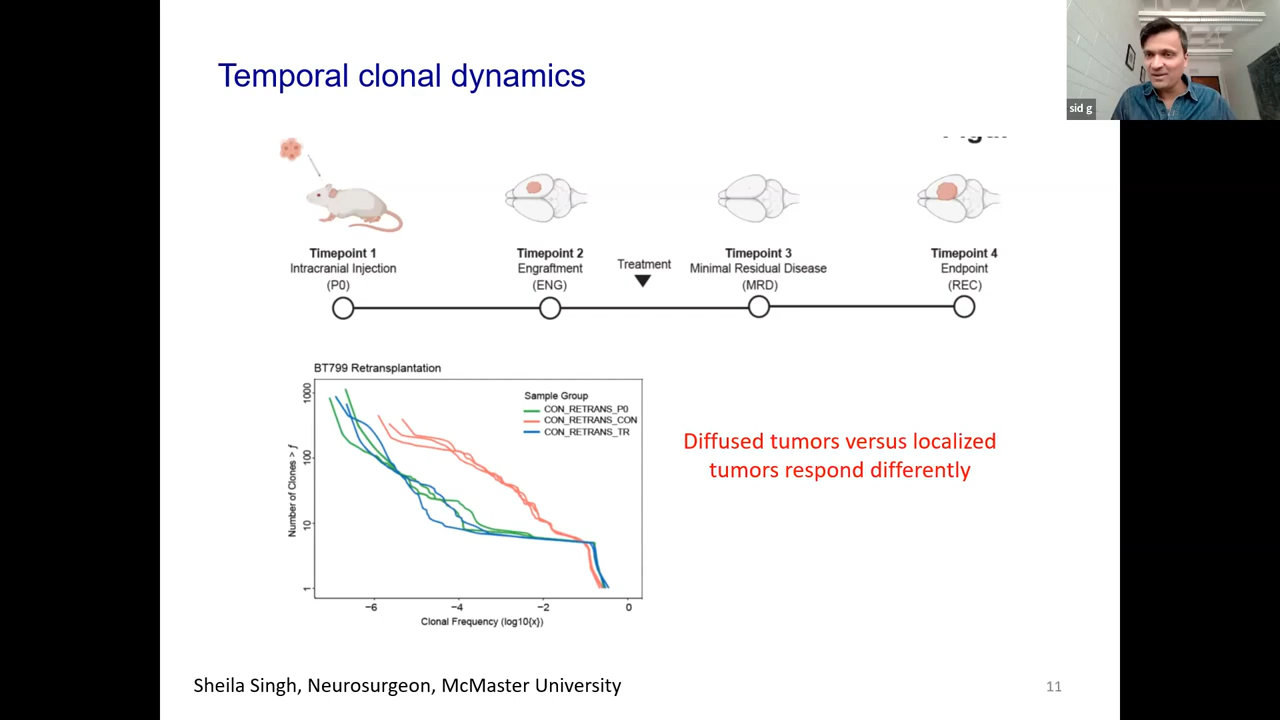 Temporal clonal dynamics
sid g
Timepoint 1
Intracranial Injection
(P0)
Timepoint 2
Engraftment
(ENG)
Treatment
Timepoint 3
Minimal Residual Disease
(MRD)
Timepoint 4
Endpoint
(REC)
BT799 Retransplantation
Number of Clones > f
1000
100
10
1
Sample Group
CON_RETRANS_P0
CON_RETRANS_CON
CON_RETRANS_TR
−6
−4
−2
0
Clonal Frequency (log10{x})
Diffused tumors versus localized
tumors respond differently
Sheila Singh, Neurosurgeon, McMaster University
11